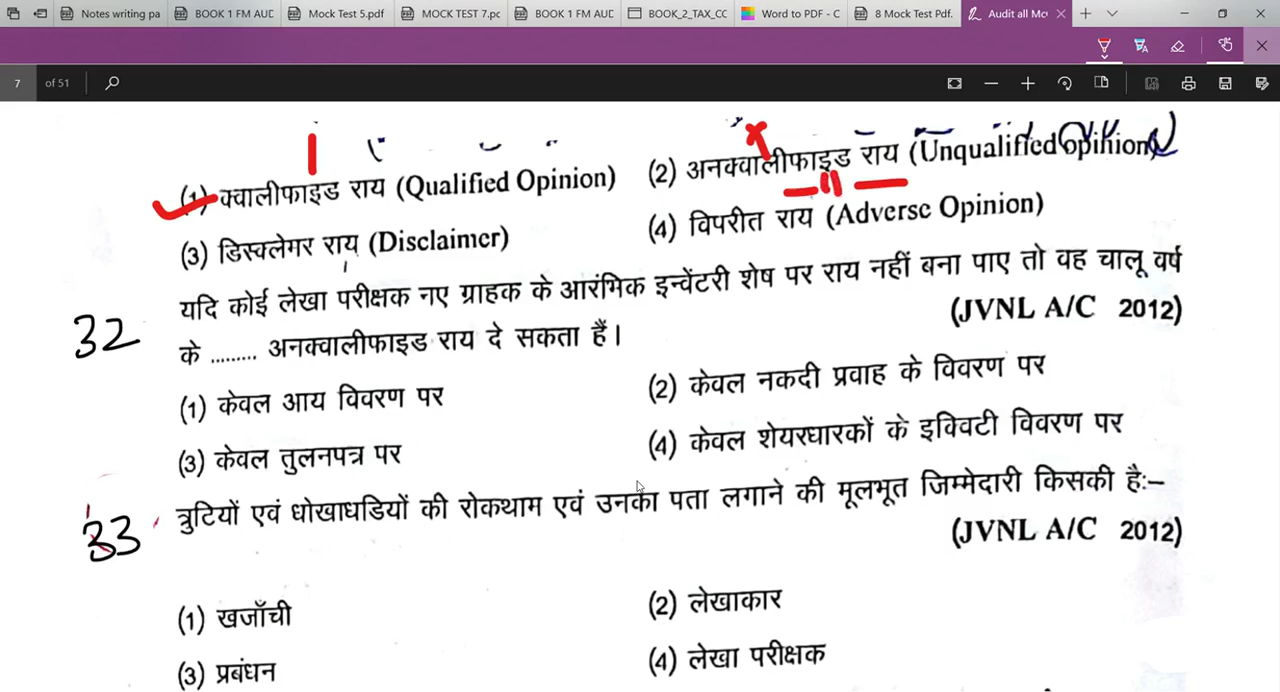 Notes writing pa
BOOK 1 FM AUD
Mock Test 5.pdf
MOCK TEST 7.pc
BOOK 1 FM AUD
BOOK_2_TAX_CC
Word to PDF - C
8 Mock Test Pdf.
Audit all Mc
7 of 51
(1) क्वालीफाइड राय (Qualified Opinion)
(2) अनक्वालीफाइड राय (Unqualified Opinion)
(3) डिस्क्लेमर राय (Disclaimer)
(4) विपरीत राय (Adverse Opinion)
32
यदि कोई लेखा परीक्षक नए ग्राहक के आरंभिक इन्वेंटरी शेष पर राय नहीं बना पाए तो वह चालू वर्ष
के ......... अनक्वालीफाइड राय दे सकता हैं।
(JVNL A/C 2012)
(1) केवल आय विवरण पर
(2) केवल नकदी प्रवाह के विवरण पर
(3) केवल तुलनपत्र पर
(4) केवल शेयरधारकों के इक्विटी विवरण पर
33
त्रुटियों एवं धोखाधडियों की रोकथाम एवं उनका पता लगाने की मूलभूत जिम्मेदारी किसकी है:–
(JVNL A/C 2012)
(1) खजाँची
(2) लेखाकार
(3) प्रबंधन
(4) लेखा परीक्षक